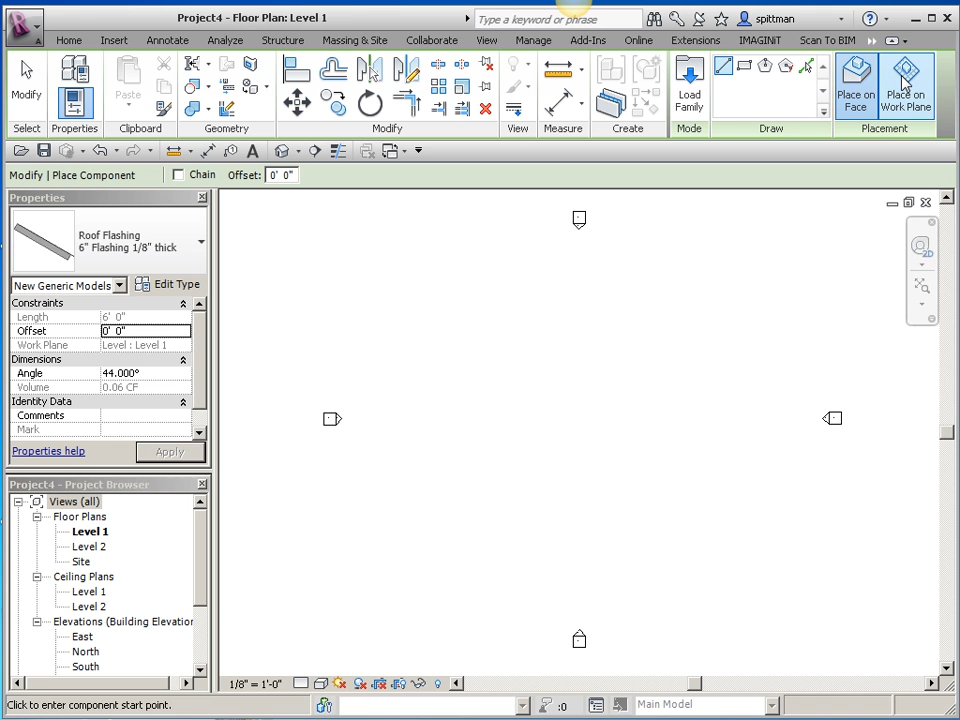 Project4 - Floor Plan: Level 1
Type a keyword or phrase
spittman
Home Insert Annotate Analyze Structure Massing & Site Collaborate View Manage Add-Ins Online Extensions IMAGINiT Scan To BIM
Modify
Properties
Paste
Load Family
Place on Face
Place on Work Plane
Select Properties Clipboard Geometry Modify View Measure Create Mode Draw Placement
Modify | Place Component Chain Offset: 0' 0"
Properties
Roof Flashing
6" Flashing 1/8" thick
New Generic Models Edit Type
Constraints
Length 6' 0"
Offset 0' 0"
Work Plane Level : Level 1
Dimensions
Angle 44.000°
Volume 0.06 CF
Identity Data
Comments
Mark
Properties help Apply
Project4 - Project Browser
Views (all)
Floor Plans
Level 1
Level 2
Site
Ceiling Plans
Level 1
Level 2
Elevations (Building Elevation
East
North
South
2D
1/8" = 1'-0"
Click to enter component start point.
:0
Main Model